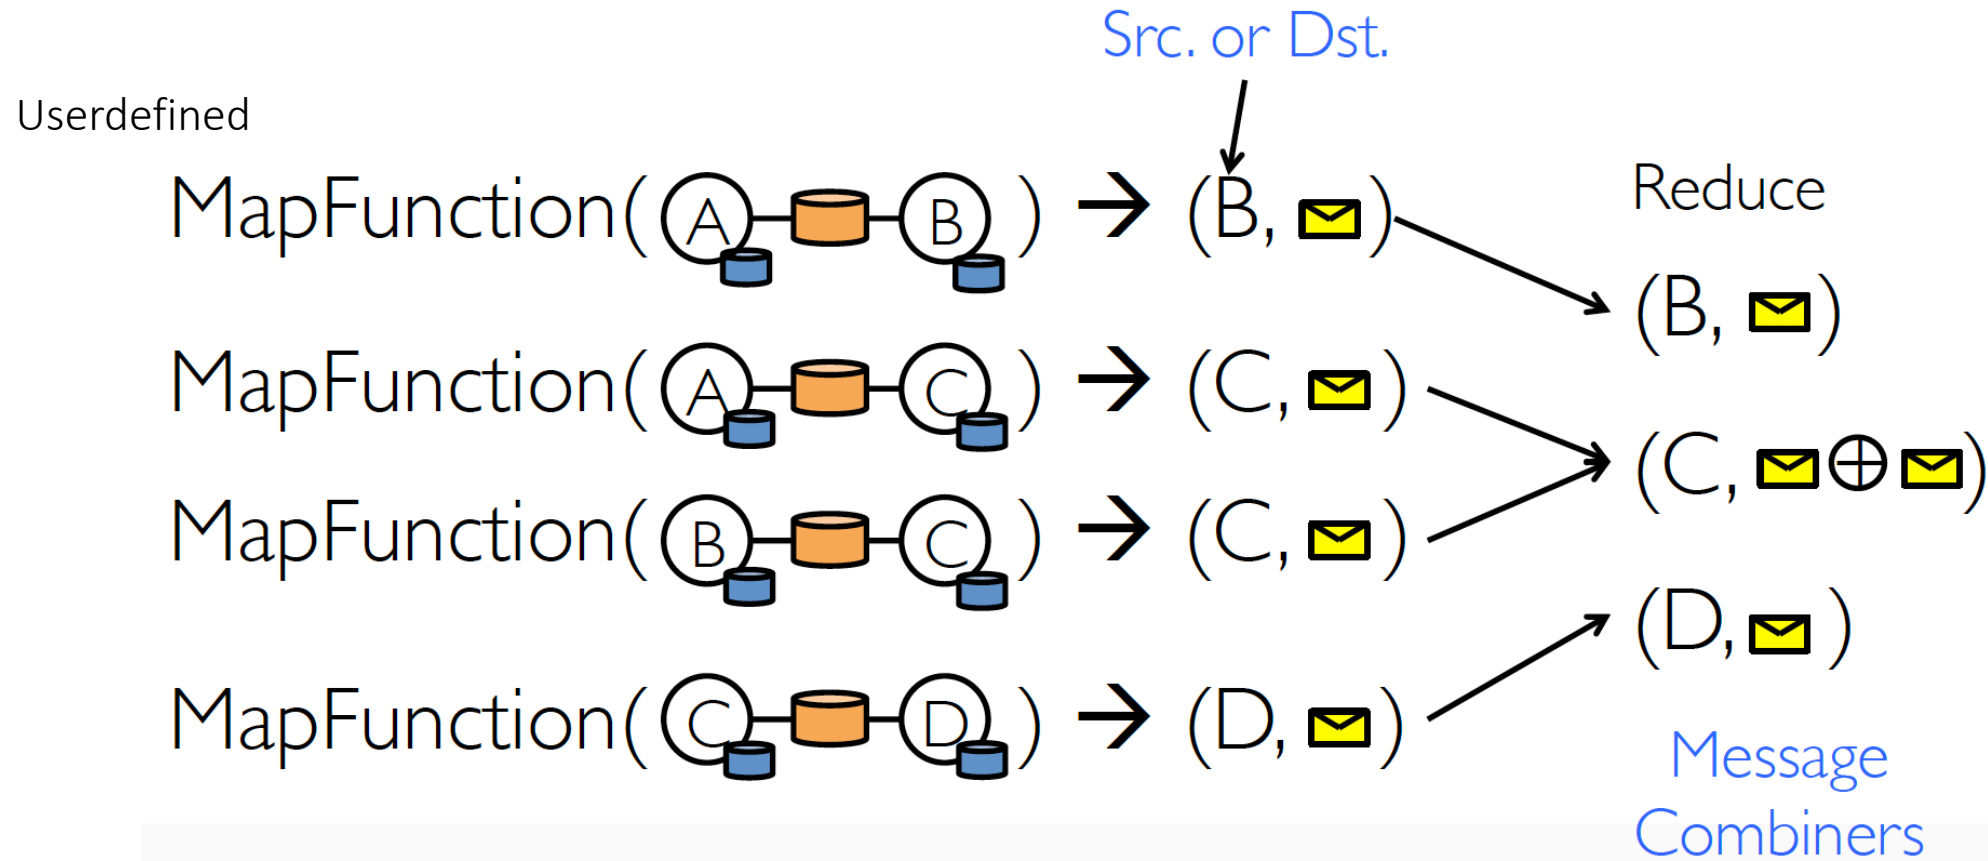 Src. or Dst.
Userdefined
MapFunction( A B ) → (B, )
Reduce
(B, )
MapFunction( A C ) → (C, )
(C, ⊕ )
MapFunction( B C ) → (C, )
(D, )
MapFunction( C D ) → (D, )
Message
Combiners